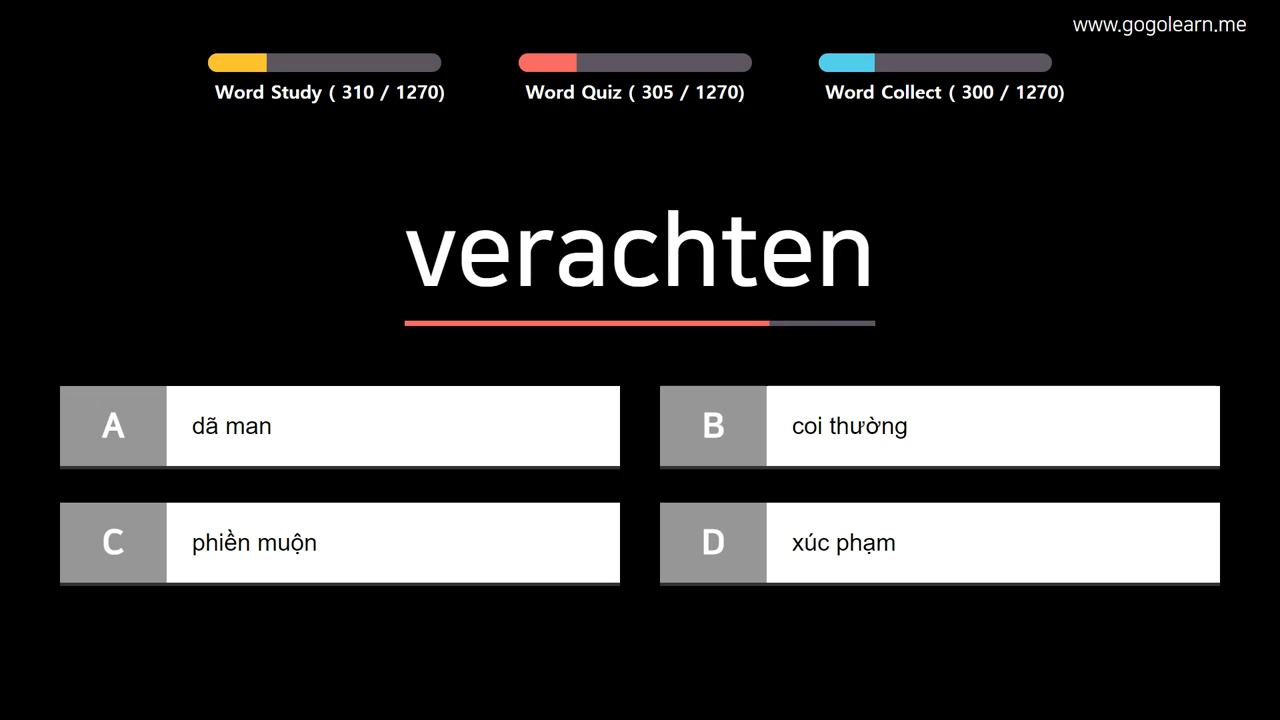 www.gogolearn.me
Word Study ( 310 / 1270)
Word Quiz ( 305 / 1270)
Word Collect ( 300 / 1270)
verachten
A
dã man
B
coi thường
C
phiền muộn
D
xúc phạm